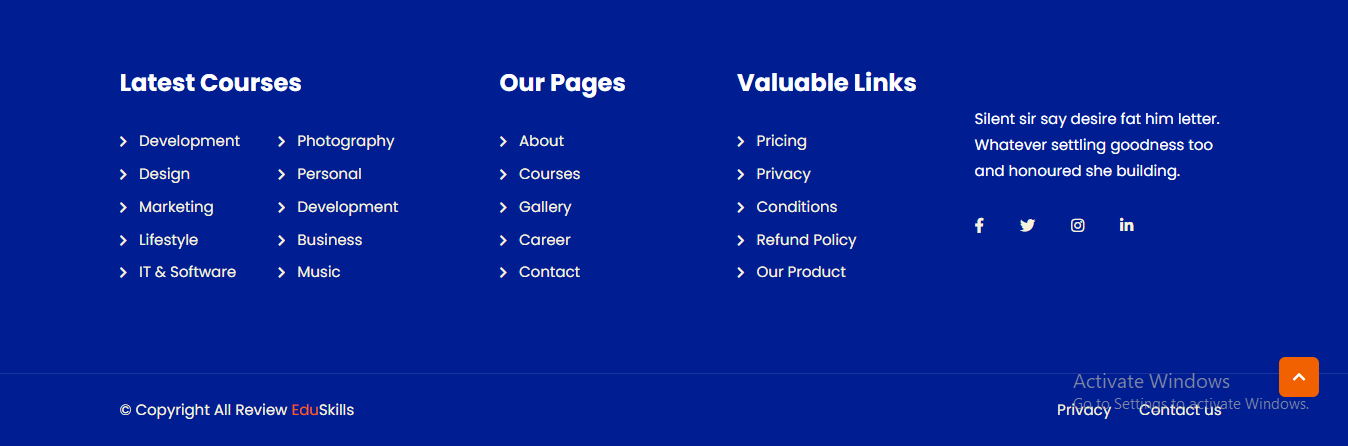 Latest Courses
Development
Design
Marketing
Lifestyle
IT & Software
Photography
Personal
Development
Business
Music
Our Pages
About
Courses
Gallery
Career
Contact
Valuable Links
Pricing
Privacy
Conditions
Refund Policy
Our Product
Silent sir say desire fat him letter.
Whatever settling goodness too
and honoured she building.
© Copyright All Review EduSkills
Privacy Contact us
Activate Windows
Go to Settings to activate Windows.